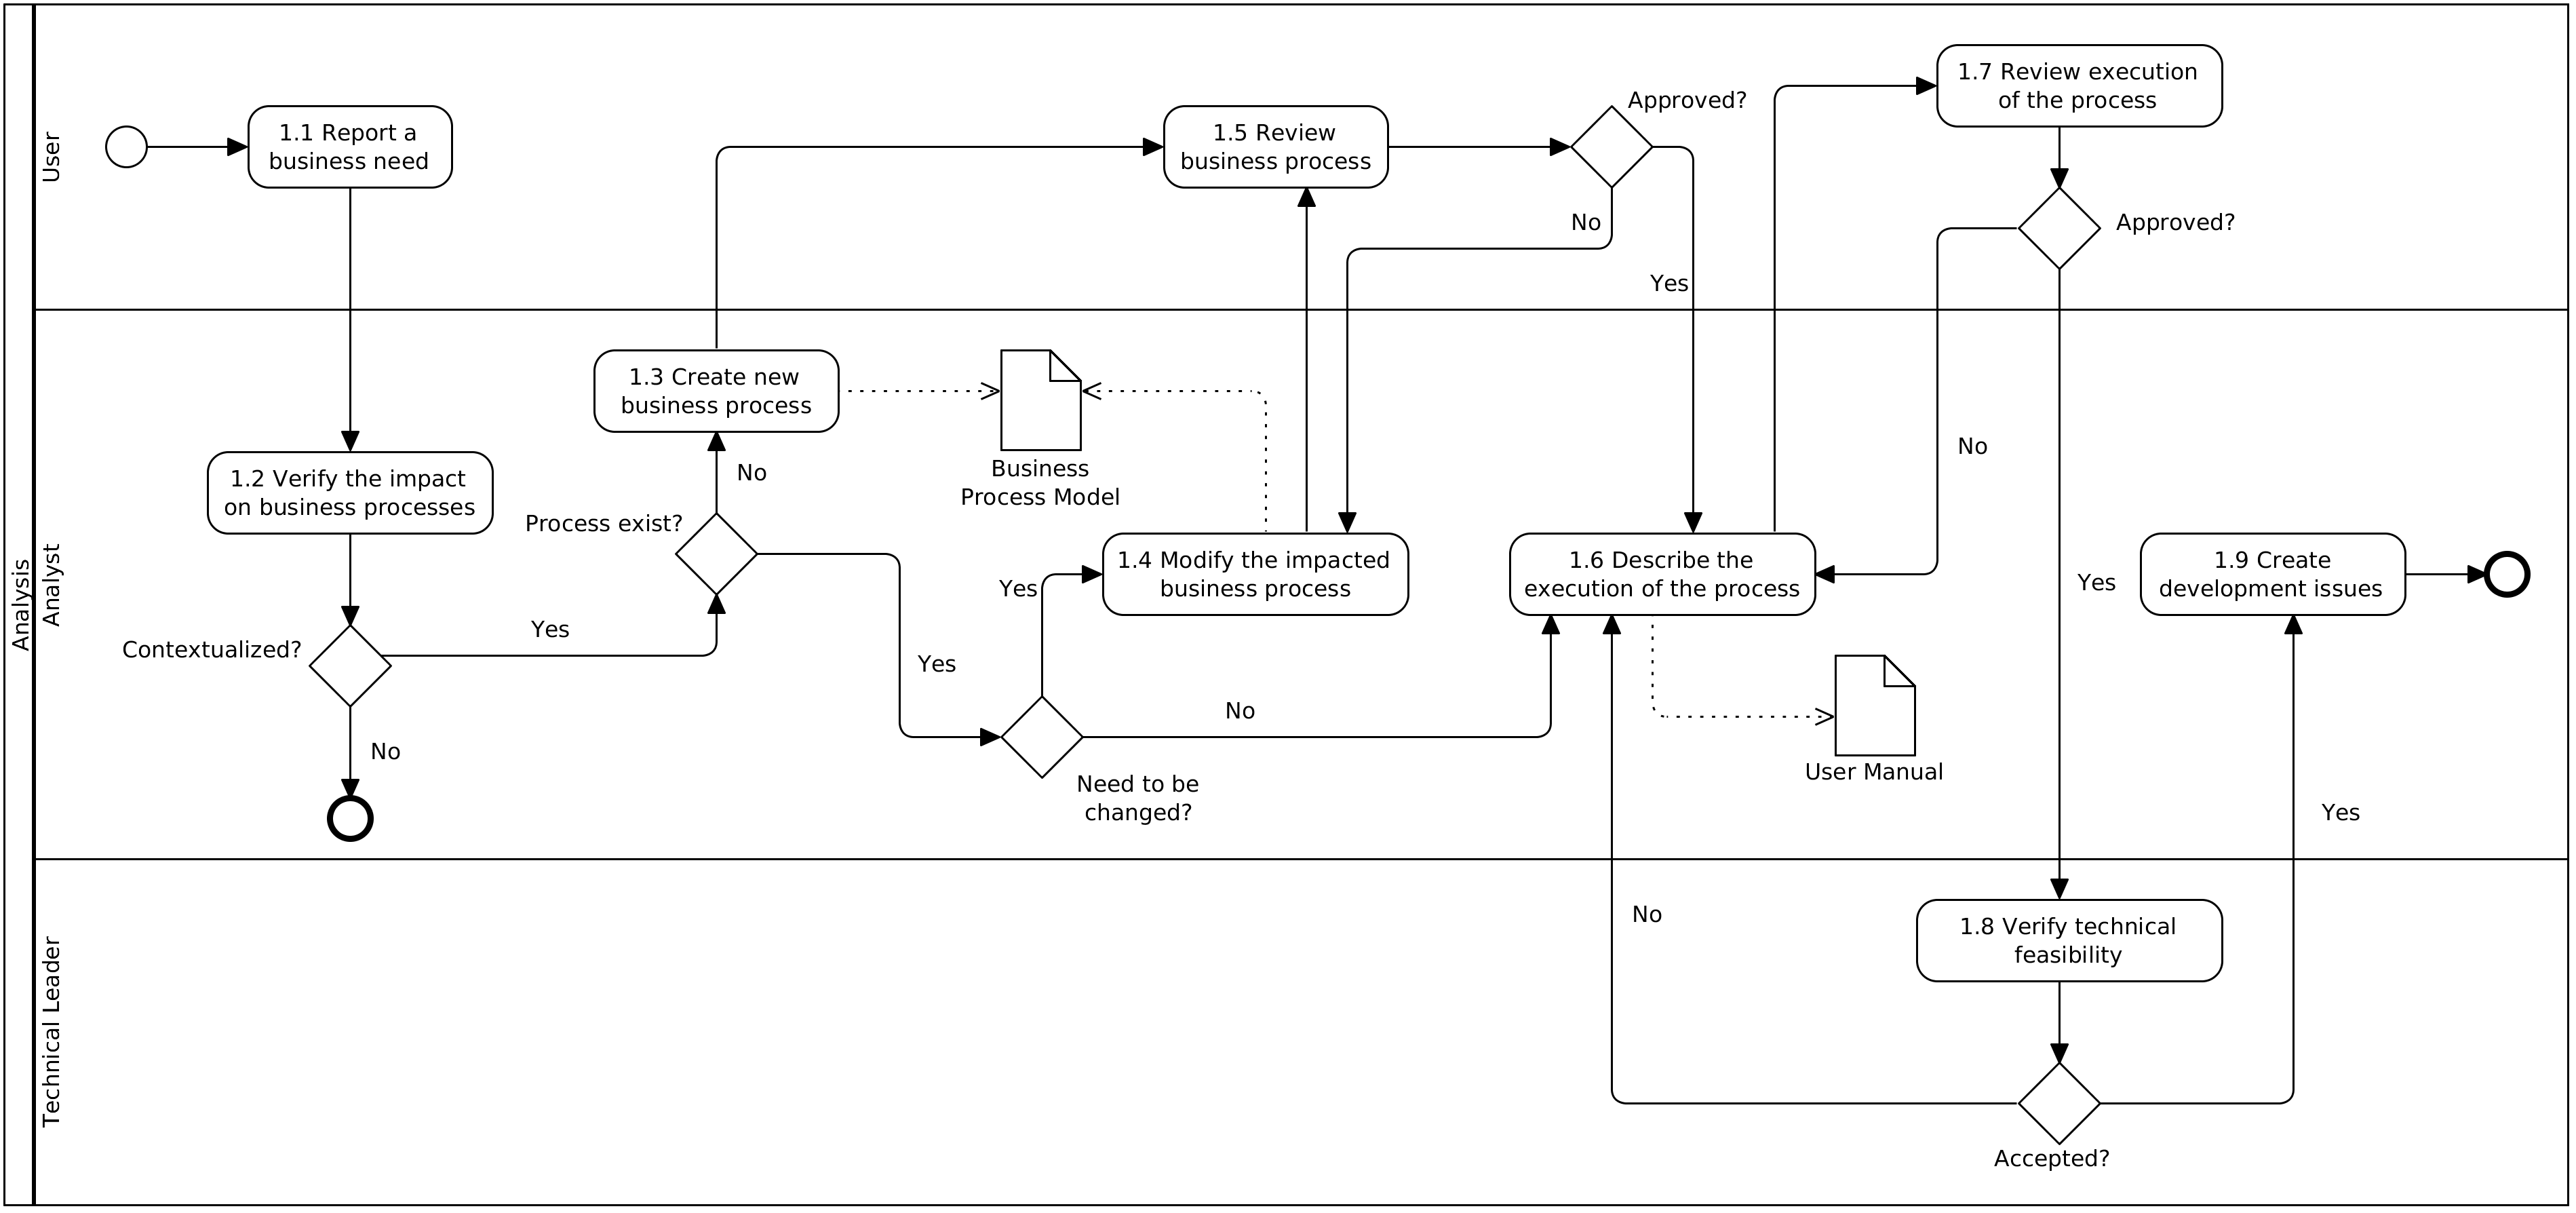 Analysis
User
1.1 Report a
business need
1.5 Review
business process
Approved?
No
Yes
1.7 Review execution
of the process
Approved?
Analyst
1.2 Verify the impact
on business processes
Contextualized?
Yes
No
Process exist?
No
1.3 Create new
business process
Business
Process Model
Yes
Need to be
changed?
Yes
No
1.4 Modify the impacted
business process
1.6 Describe the
execution of the process
User Manual
No
Yes
1.9 Create
development issues
Yes
Technical Leader
No
1.8 Verify technical
feasibility
Accepted?